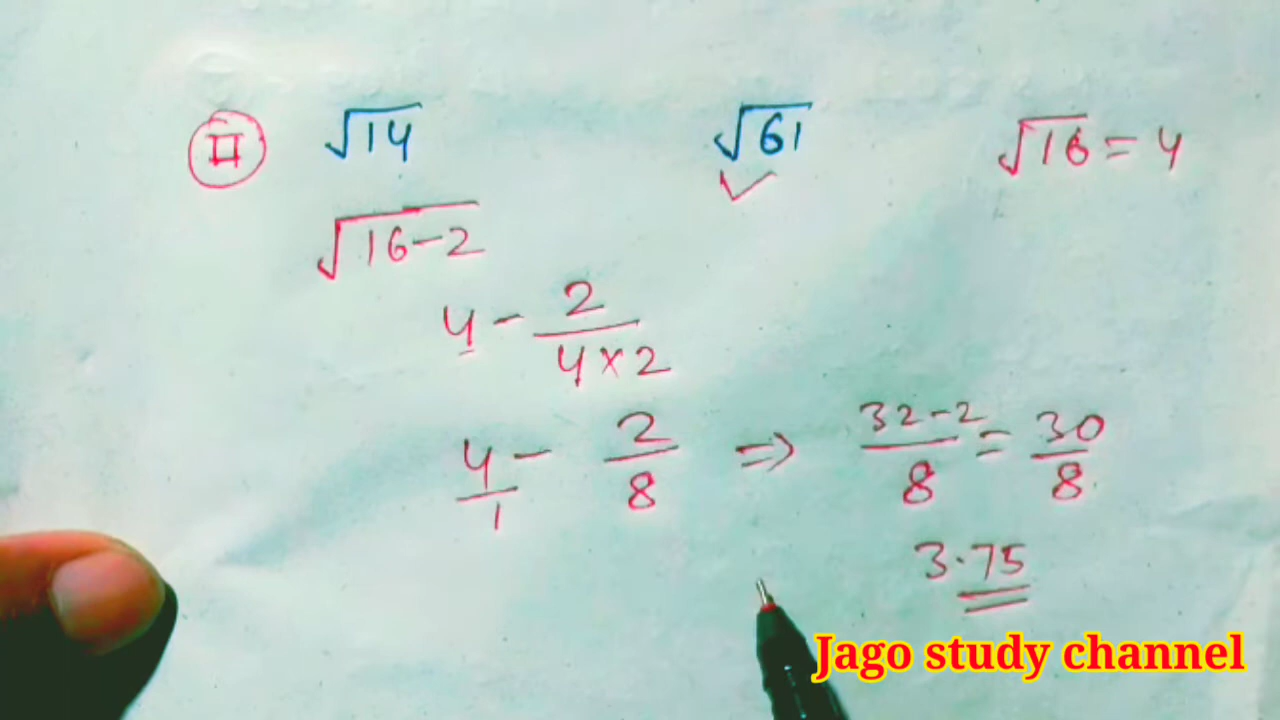 √14 √61 √16 = 4
√16-2
4 - 2/4×2
4/1 - 2/8 ⇒ 32-2/8 = 30/8
3.75
Jago study channel